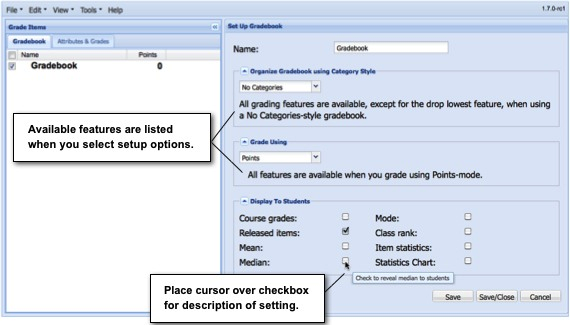 File Edit View Tools Help
1.7.0-rc1
Grade Items
Gradebook Attributes & Grades
Name Points
Gradebook 0
Set Up Gradebook
Name: Gradebook
Organize Gradebook using Category Style
No Categories
All grading features are available, except for the drop lowest feature, when using
a No Categories-style gradebook.
Available features are listed
when you select setup options.
Grade Using
Points
All features are available when you grade using Points-mode.
Display To Students
Course grades: Mode:
Released items: Class rank:
Mean: Item statistics:
Median: Statistics Chart:
Check to reveal median to students
Place cursor over checkbox
for description of setting.
Save Save/Close Cancel